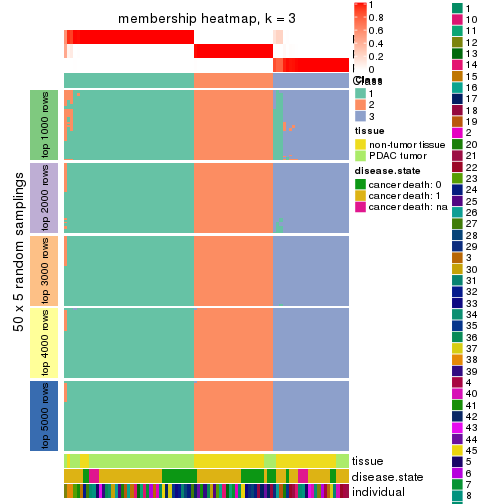 membership heatmap, k = 3
50 x 5 random samplings
top 1000 rows
top 2000 rows
top 3000 rows
top 4000 rows
top 5000 rows
Class
tissue
disease.state
individual
1
0.8
0.6
0.4
0.2
0
Class
1
2
3
tissue
non-tumor tissue
PDAC tumor
disease.state
cancer death: 0
cancer death: 1
cancer death: na
1
10
11
12
13
14
15
16
17
18
19
2
20
21
22
23
24
25
26
27
28
29
3
30
31
32
33
34
35
36
37
38
39
4
40
41
42
43
44
45
5
6
7
8